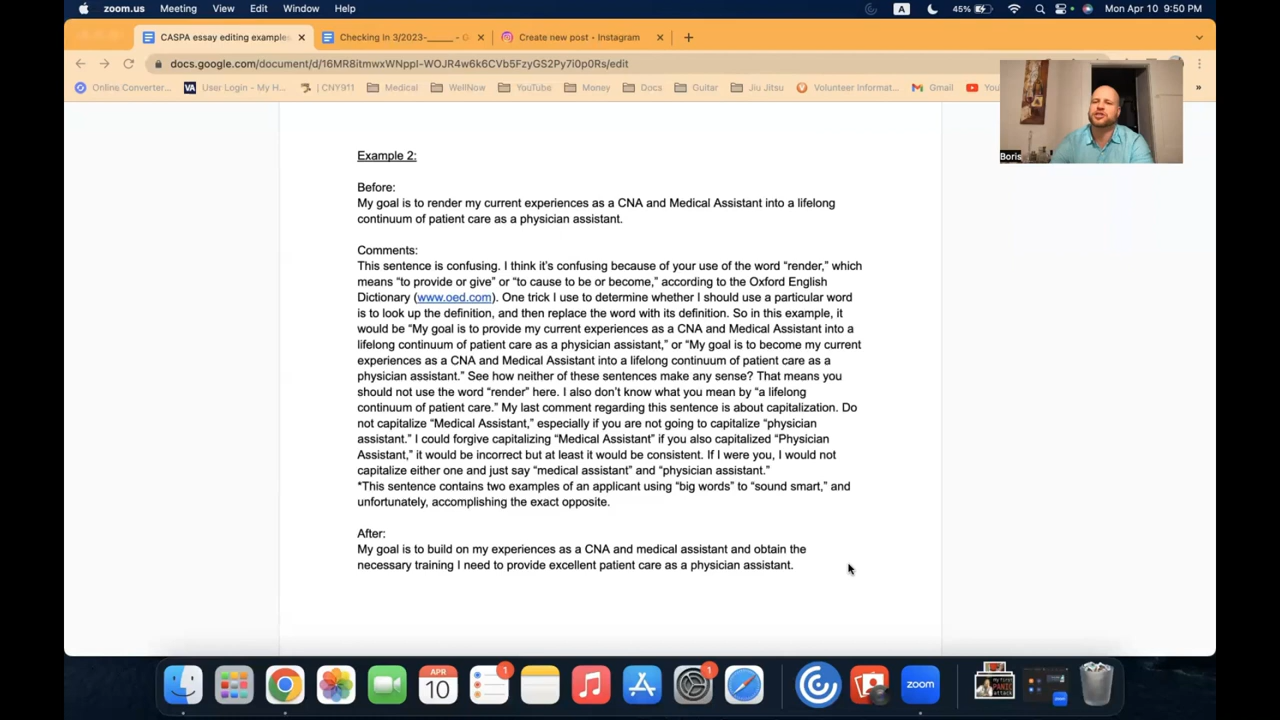 zoom.us Meeting View Edit Window Help A 45% Mon Apr 10 9:50 PM
CASPA essay editing examples Checking in 3/2023-______ - G Create new post • Instagram
docs.google.com/document/d/16MR8itmwxWNppI-WOJR4w6k6CVb5FzyGS2Py7i0p0Rs/edit
Online Converter... VA User Login - My H... CNY911 Medical WellNow YouTube Money Docs Guitar Jiu Jitsu Volunteer Informat... Gmail You »
Boris
Example 2:
Before:
My goal is to render my current experiences as a CNA and Medical Assistant into a lifelong
continuum of patient care as a physician assistant.
Comments:
This sentence is confusing. I think it’s confusing because of your use of the word “render,” which
means “to provide or give” or “to cause to be or become,” according to the Oxford English
Dictionary (www.oed.com). One trick I use to determine whether I should use a particular word
is to look up the definition, and then replace the word with its definition. So in this example, it
would be “My goal is to provide my current experiences as a CNA and Medical Assistant into a
lifelong continuum of patient care as a physician assistant,” or “My goal is to become my current
experiences as a CNA and Medical Assistant into a lifelong continuum of patient care as a
physician assistant.” See how neither of these sentences make any sense? That means you
should not use the word “render” here. I also don’t know what you mean by “a lifelong
continuum of patient care.” My last comment regarding this sentence is about capitalization. Do
not capitalize “Medical Assistant,” especially if you are not going to capitalize “physician
assistant.” I could forgive capitalizing “Medical Assistant” if you also capitalized “Physician
Assistant,” it would be incorrect but at least it would be consistent. If I were you, I would not
capitalize either one and just say “medical assistant” and “physician assistant.”
*This sentence contains two examples of an applicant using “big words” to “sound smart,” and
unfortunately, accomplishing the exact opposite.
After:
My goal is to build on my experiences as a CNA and medical assistant and obtain the
necessary training I need to provide excellent patient care as a physician assistant.
APR
10
1
1
zoom
PANIC